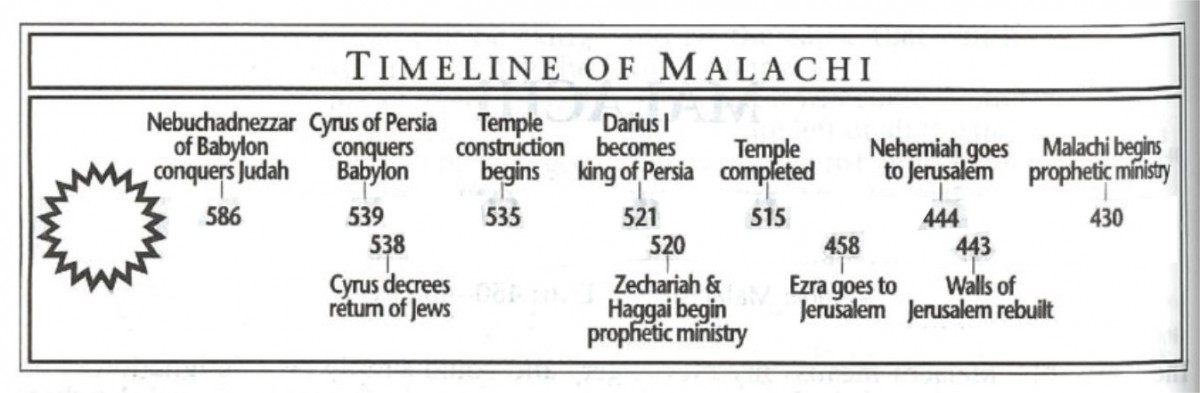 TIMELINE OF MALACHI
Nebuchadnezzar
of Babylon
conquers Judah
586
Cyrus of Persia
conquers
Babylon
539
538
Cyrus decrees
return of Jews
Temple
construction
begins
535
Darius I
becomes
king of Persia
521
520
Zechariah &
Haggai begin
prophetic ministry
Temple
completed
515
458
Ezra goes to
Jerusalem
Nehemiah goes
to Jerusalem
444
443
Walls of
Jerusalem rebuilt
Malachi begins
prophetic ministry
430